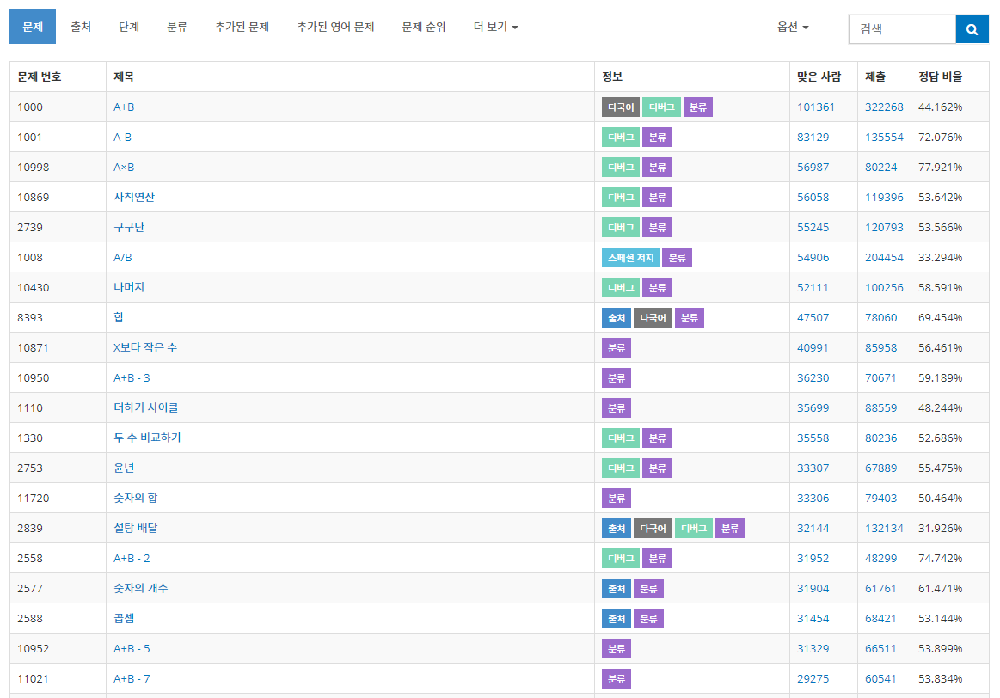 문제 출처 단계 분류 추가된 문제 추가된 영어 문제 문제 순위 더 보기 옵션 검색
문제 번호 제목 정보 맞은 사람 제출 정답 비율
1000 A+B 다국어 디버그 분류 101361 322268 44.162%
1001 A-B 디버그 분류 83129 135554 72.076%
10998 A×B 디버그 분류 56987 80224 77.921%
10869 사칙연산 디버그 분류 56058 119396 53.642%
2739 구구단 디버그 분류 55245 120793 53.566%
1008 A/B 스페셜 저지 분류 54906 204454 33.294%
10430 나머지 디버그 분류 52111 100256 58.591%
8393 합 출처 다국어 분류 47507 78060 69.454%
10871 X보다 작은 수 분류 40991 85958 56.461%
10950 A+B - 3 분류 36230 70671 59.189%
1110 더하기 사이클 분류 35699 88559 48.244%
1330 두 수 비교하기 디버그 분류 35558 80236 52.686%
2753 윤년 디버그 분류 33307 67889 55.475%
11720 숫자의 합 분류 33306 79403 50.464%
2839 설탕 배달 출처 다국어 디버그 분류 32144 132134 31.926%
2558 A+B - 2 디버그 분류 31952 48299 74.742%
2577 숫자의 개수 출처 분류 31904 61761 61.471%
2588 곱셈 출처 분류 31454 68421 53.144%
10952 A+B - 5 분류 31329 66511 53.899%
11021 A+B - 7 분류 29275 60541 53.834%